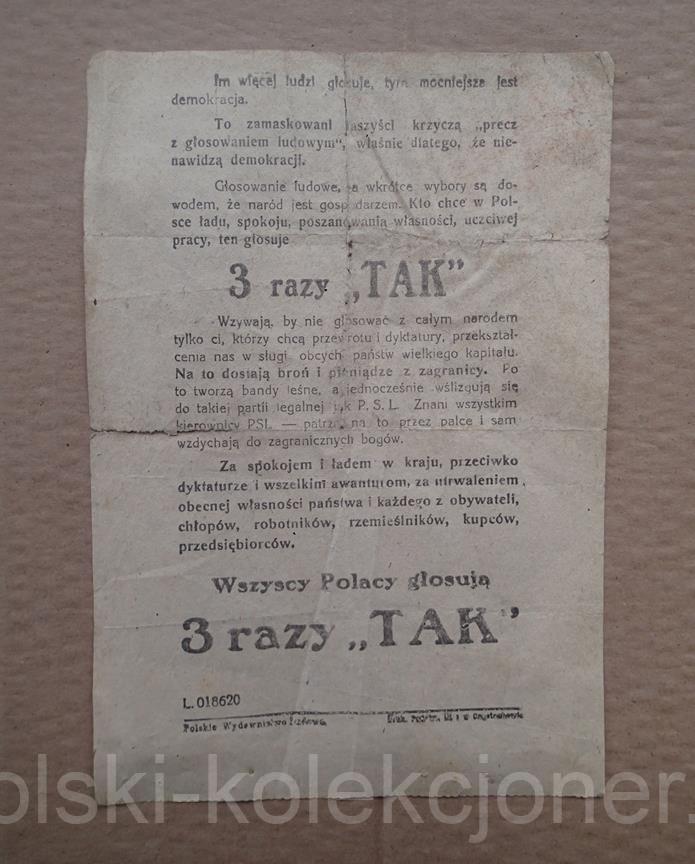 Im więcej ludzi głosuje, tym mocniejsza jest
demokracja.
To zamaskowani faszyści krzyczą „precz
z głosowaniem ludowym", właśnie dlatego, że nie-
nawidzą demokracji.
Głosowanie ludowe, a wkrótce wybory są do-
wodem, że naród jest gospodarzem. Kto chce w Pol-
sce ładu, spokoju, poszanowania własności, uczciwej
pracy, ten głosuje
3 razy „TAK"
Wzywają, by nie głosować z całym narodem
tylko ci, którzy chcą przewrotu i dyktatury, przekształ-
cenia nas w sługi obcych państw wielkiego kapitału.
Na to dostają broń i pieniądze z zagranicy. Po
to tworzą bandy leśne, a jednocześnie wślizgują się
do takiej partii legalnej jak P. S. L. Znani wszystkim
kierownicy PSL — patrzą na to przez palce i sam
wzdychają do zagranicznych bogów.
Za spokojem i ładem w kraju, przeciwko
dyktaturze i wszelkim awanturom, za utrwaleniem
obecnej własności państwa i każdego z obywateli,
chłopów, robotników, rzemieślników, kupców,
przedsiębiorców.
Wszyscy Polacy głosują
3 razy „TAK"
L. 018620
Polskie Wydawnictwo w Częstochowie
olski-kolekcjoner.